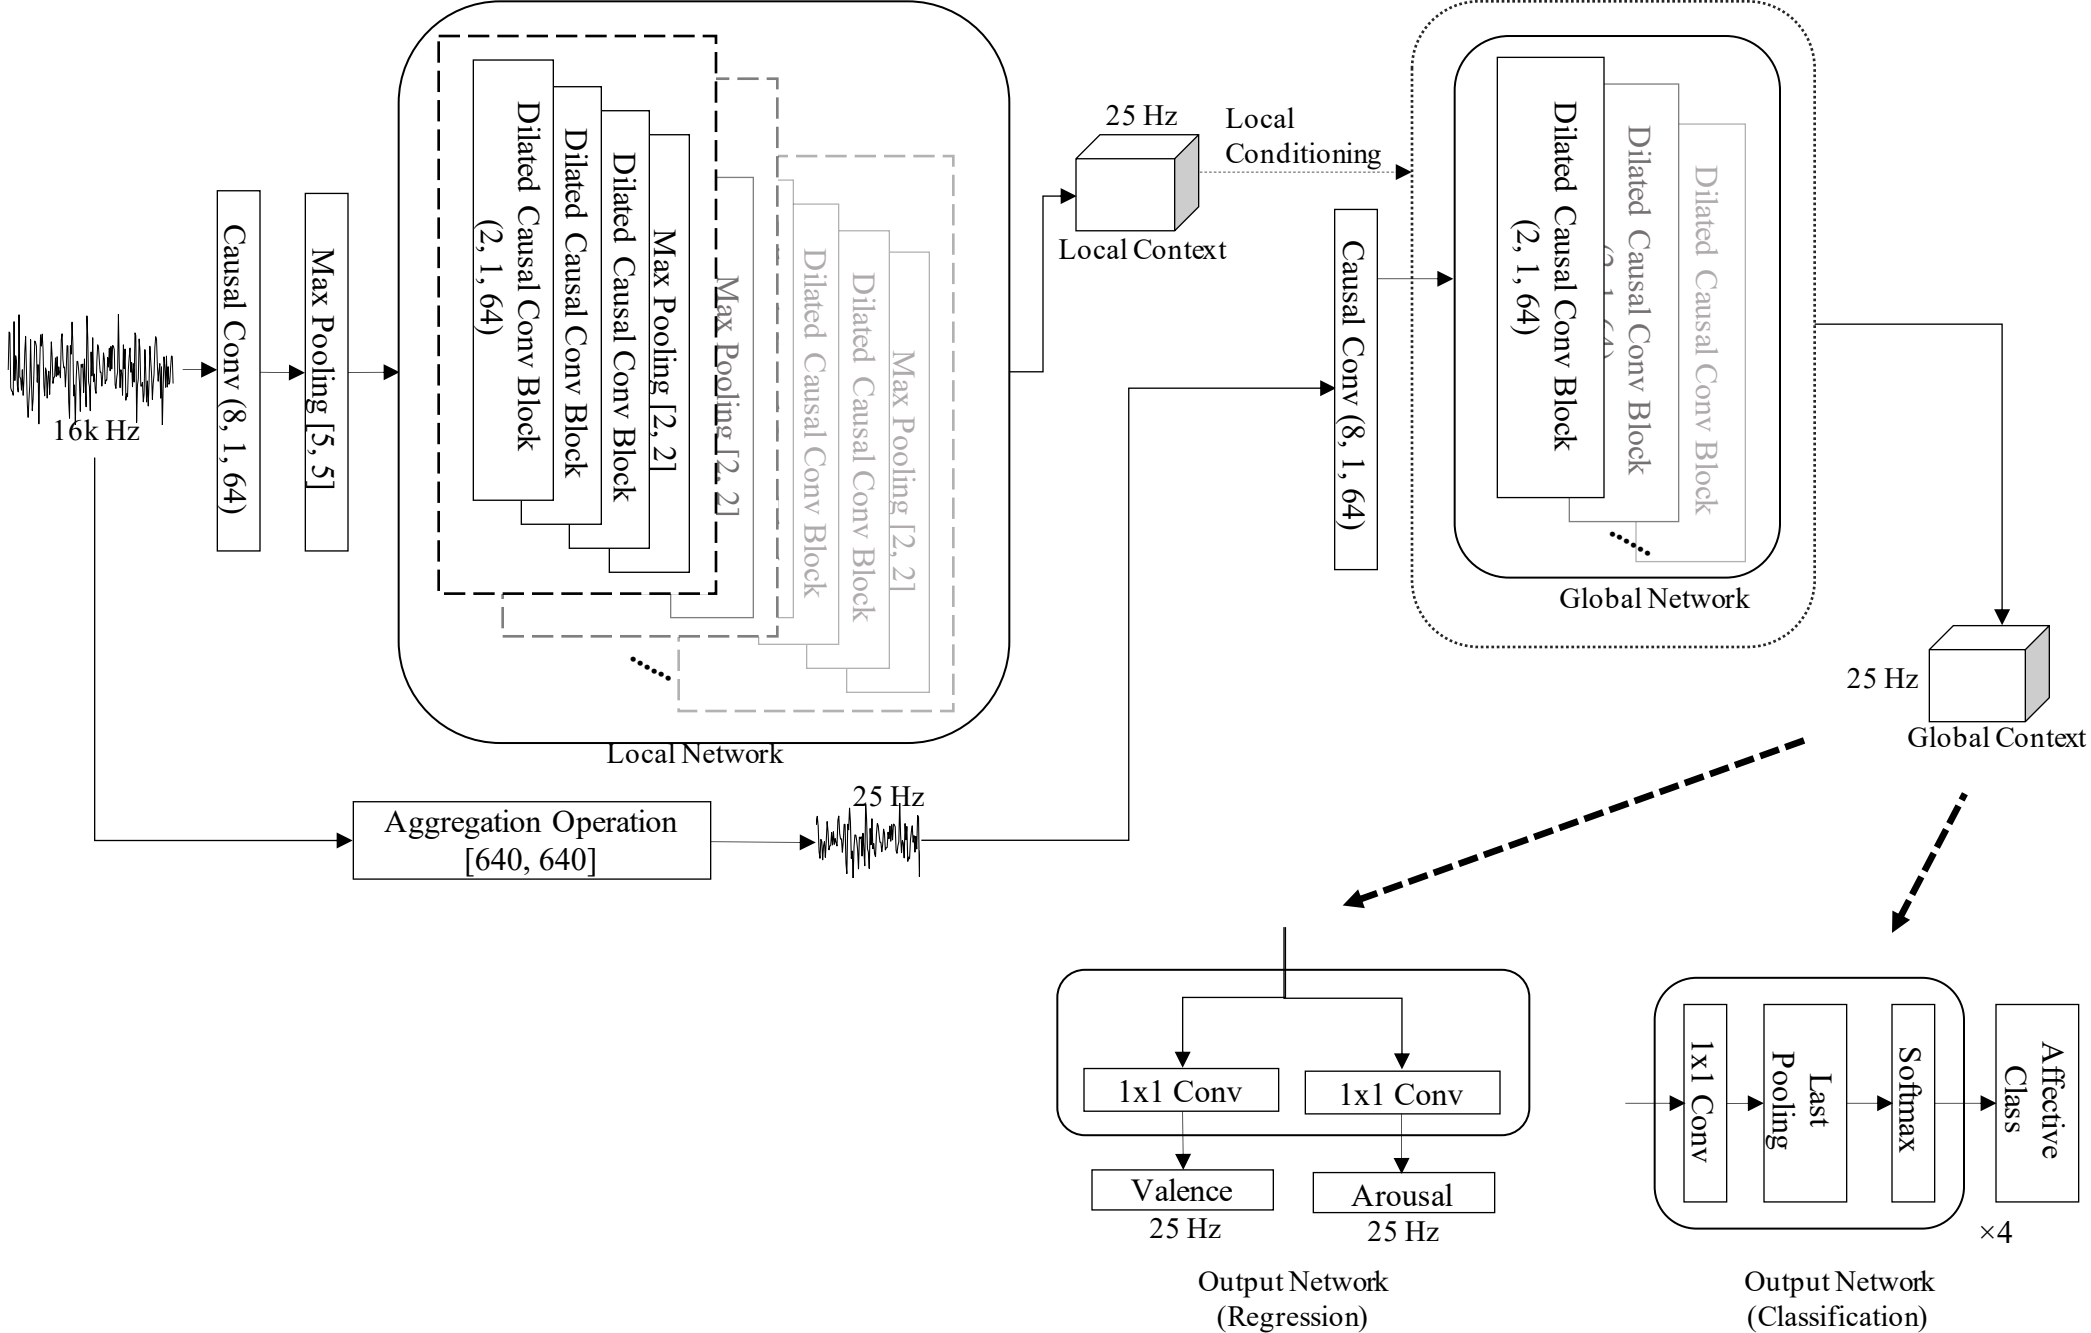 16k Hz
Causal Conv (8, 1, 64)
Max Pooling [5, 5]
Dilated Causal Conv Block
(2, 1, 64)
Dilated Causal Conv Block
Dilated Causal Conv Block
Max Pooling [2, 2]
Max Pooling [2, 2]
Dilated Causal Conv Block
Dilated Causal Conv Block
Max Pooling [2, 2]
Local Network
25 Hz
Local Context
Local
Conditioning
Aggregation Operation
[640, 640]
25 Hz
Causal Conv (8, 1, 64)
Dilated Causal Conv Block
(2, 1, 64)
Dilated Causal Conv Block
(2, 1, 64)
Dilated Causal Conv Block
Global Network
25 Hz
Global Context
1x1 Conv
1x1 Conv
Valence
25 Hz
Arousal
25 Hz
Output Network
(Regression)
1x1 Conv
Last
Pooling
Softmax
Affective
Class
×4
Output Network
(Classification)